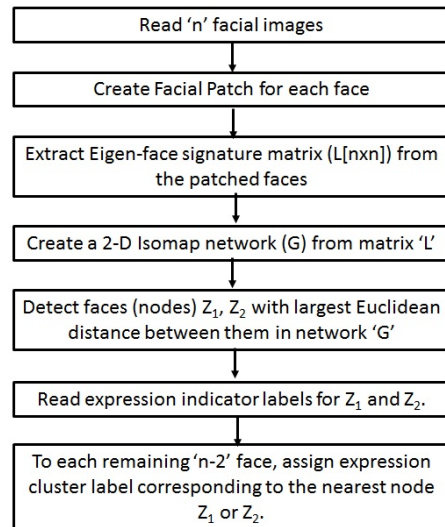 Read ‘n’ facial images
Create Facial Patch for each face
Extract Eigen-face signature matrix (L[nxn]) from
the patched faces
Create a 2-D Isomap network (G) from matrix ‘L’
Detect faces (nodes) Z₁, Z₂ with largest Euclidean
distance between them in network ‘G’
Read expression indicator labels for Z₁ and Z₂.
To each remaining ‘n-2’ face, assign expression
cluster label corresponding to the nearest node
Z₁ or Z₂.